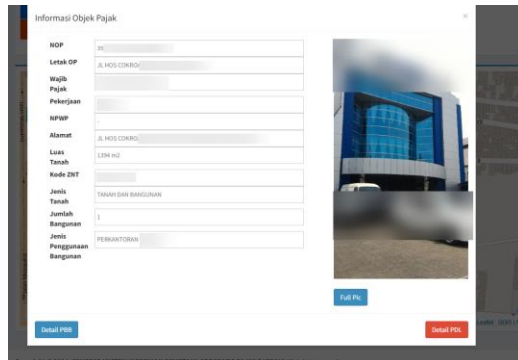 Informasi Objek Pajak
×
NOP
35
Letak OP
JL HOS COKRO
Wajib
Pajak
Pekerjaan
NPWP
-
Alamat
JL HOS COKRO
Luas
Tanah
1394 m2
Kode ZNT
Jenis
Tanah
TANAH DAN BANGUNAN
Jumlah
Bangunan
1
Jenis
Penggunaan
Bangunan
PERKANTORAN
Full Pic
Detail PBB
Detail PDL
Leaflet